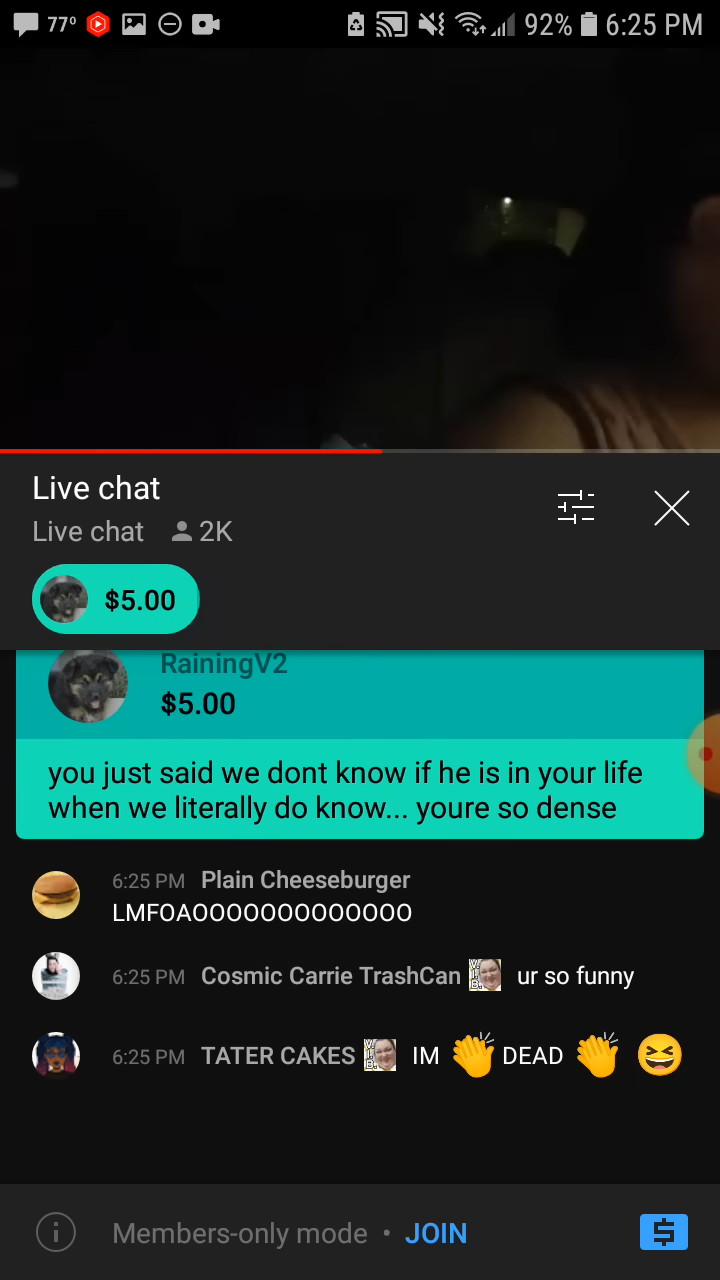 77° 92% 6:25 PM
Live chat
Live chat 2K
$5.00
RainingV2
$5.00
you just said we dont know if he is in your life
when we literally do know... youre so dense
6:25 PM Plain Cheeseburger
LMFOAOOOOOOOOOOOOO
6:25 PM Cosmic Carrie TrashCan V.I.B. ur so funny
6:25 PM TATER CAKES V.I.B. IM 👏 DEAD 👏 😆
Members-only mode • JOIN
$